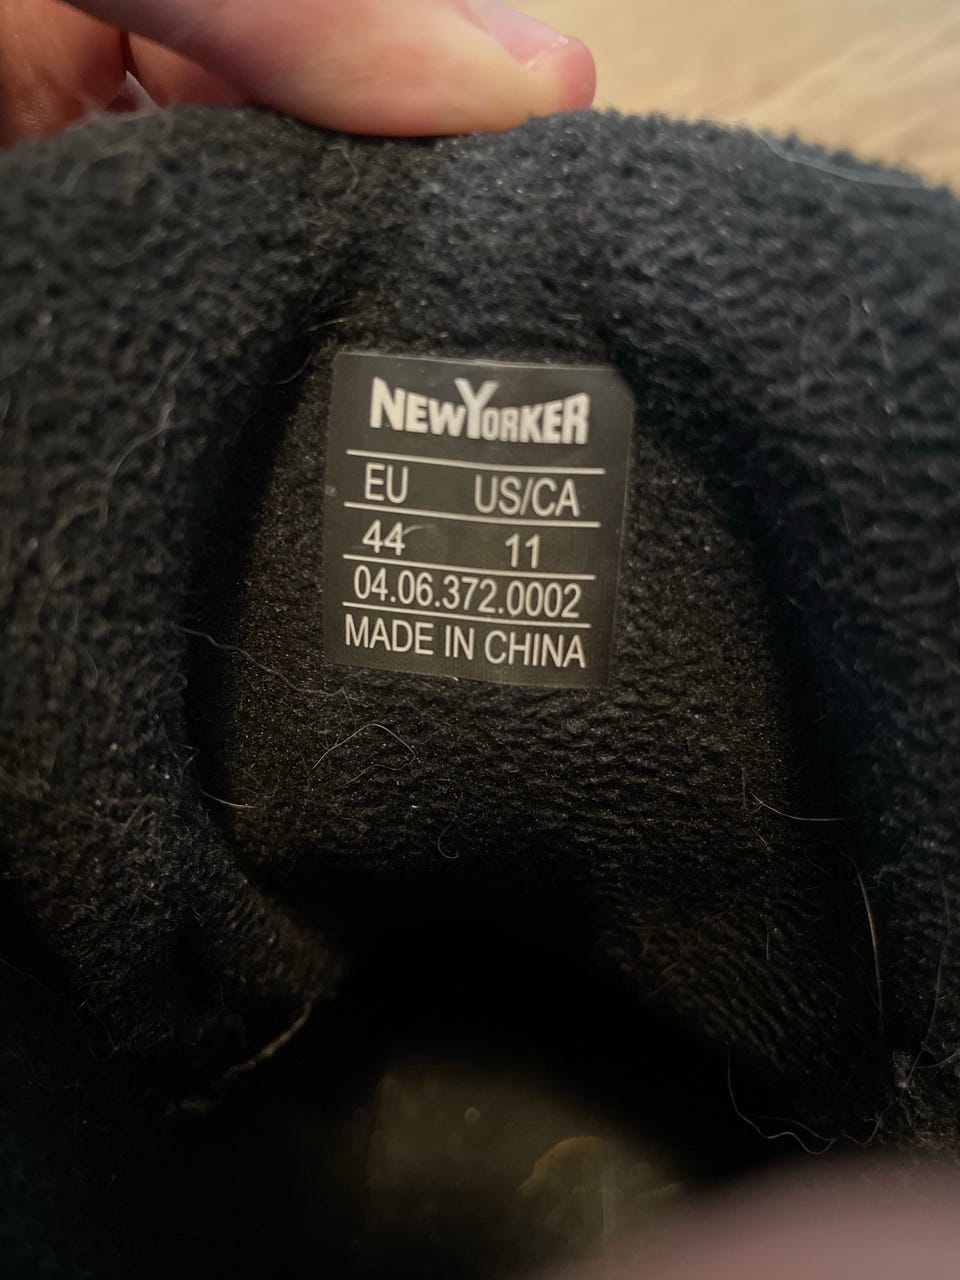 NEWYORKER
EU US/CA
44 11
04.06.372.0002
MADE IN CHINA